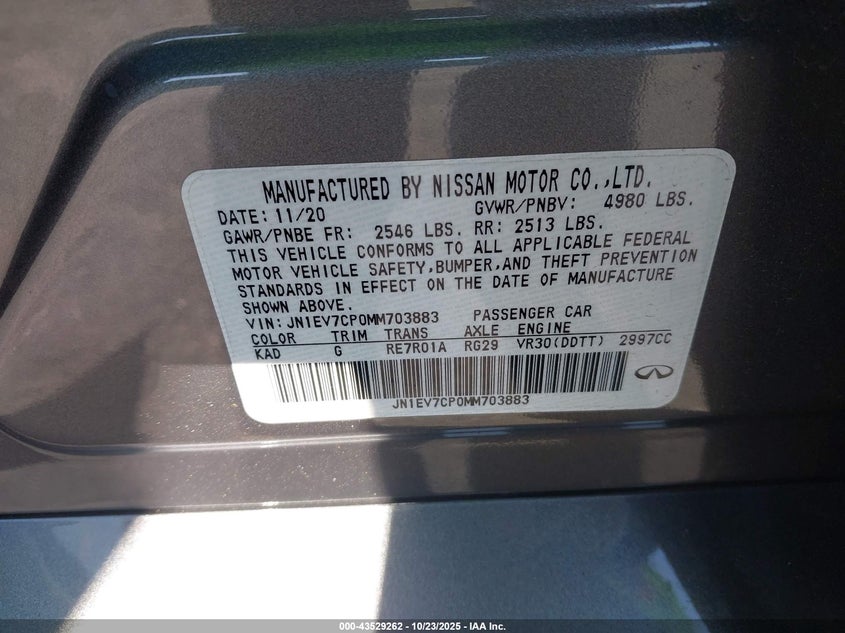 MANUFACTURED BY NISSAN MOTOR CO.,LTD.
DATE: 11/20 GVWR/PNBV: 4980 LBS.
GAWR/PNBE FR: 2546 LBS. RR: 2513 LBS.
THIS VEHICLE CONFORMS TO ALL APPLICABLE FEDERAL
MOTOR VEHICLE SAFETY,BUMPER,AND THEFT PREVENTION
STANDARDS IN EFFECT ON THE DATE OF MANUFACTURE
SHOWN ABOVE.
VIN: JN1EV7CP0MM703883 PASSENGER CAR
COLOR TRIM TRANS AXLE ENGINE
KAD G RE7R01A RG29 VR30(DDTT) 2997CC
JN1EV7CP0MM703883
000-43529262 - 10/23/2025 - IAA Inc.